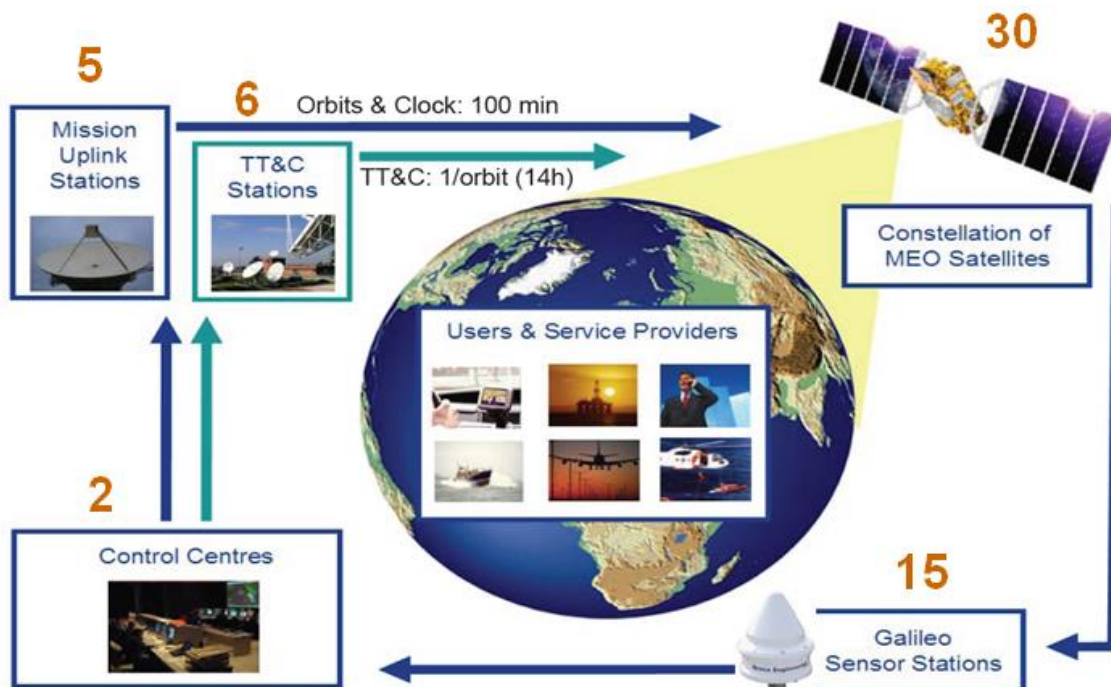 5
Mission
Uplink
Stations
6
Orbits & Clock: 100 min
TT&C
Stations
TT&C: 1/orbit (14h)
30
Constellation of
MEO Satellites
Users & Service Providers
2
Control Centres
15
Galileo
Sensor Stations